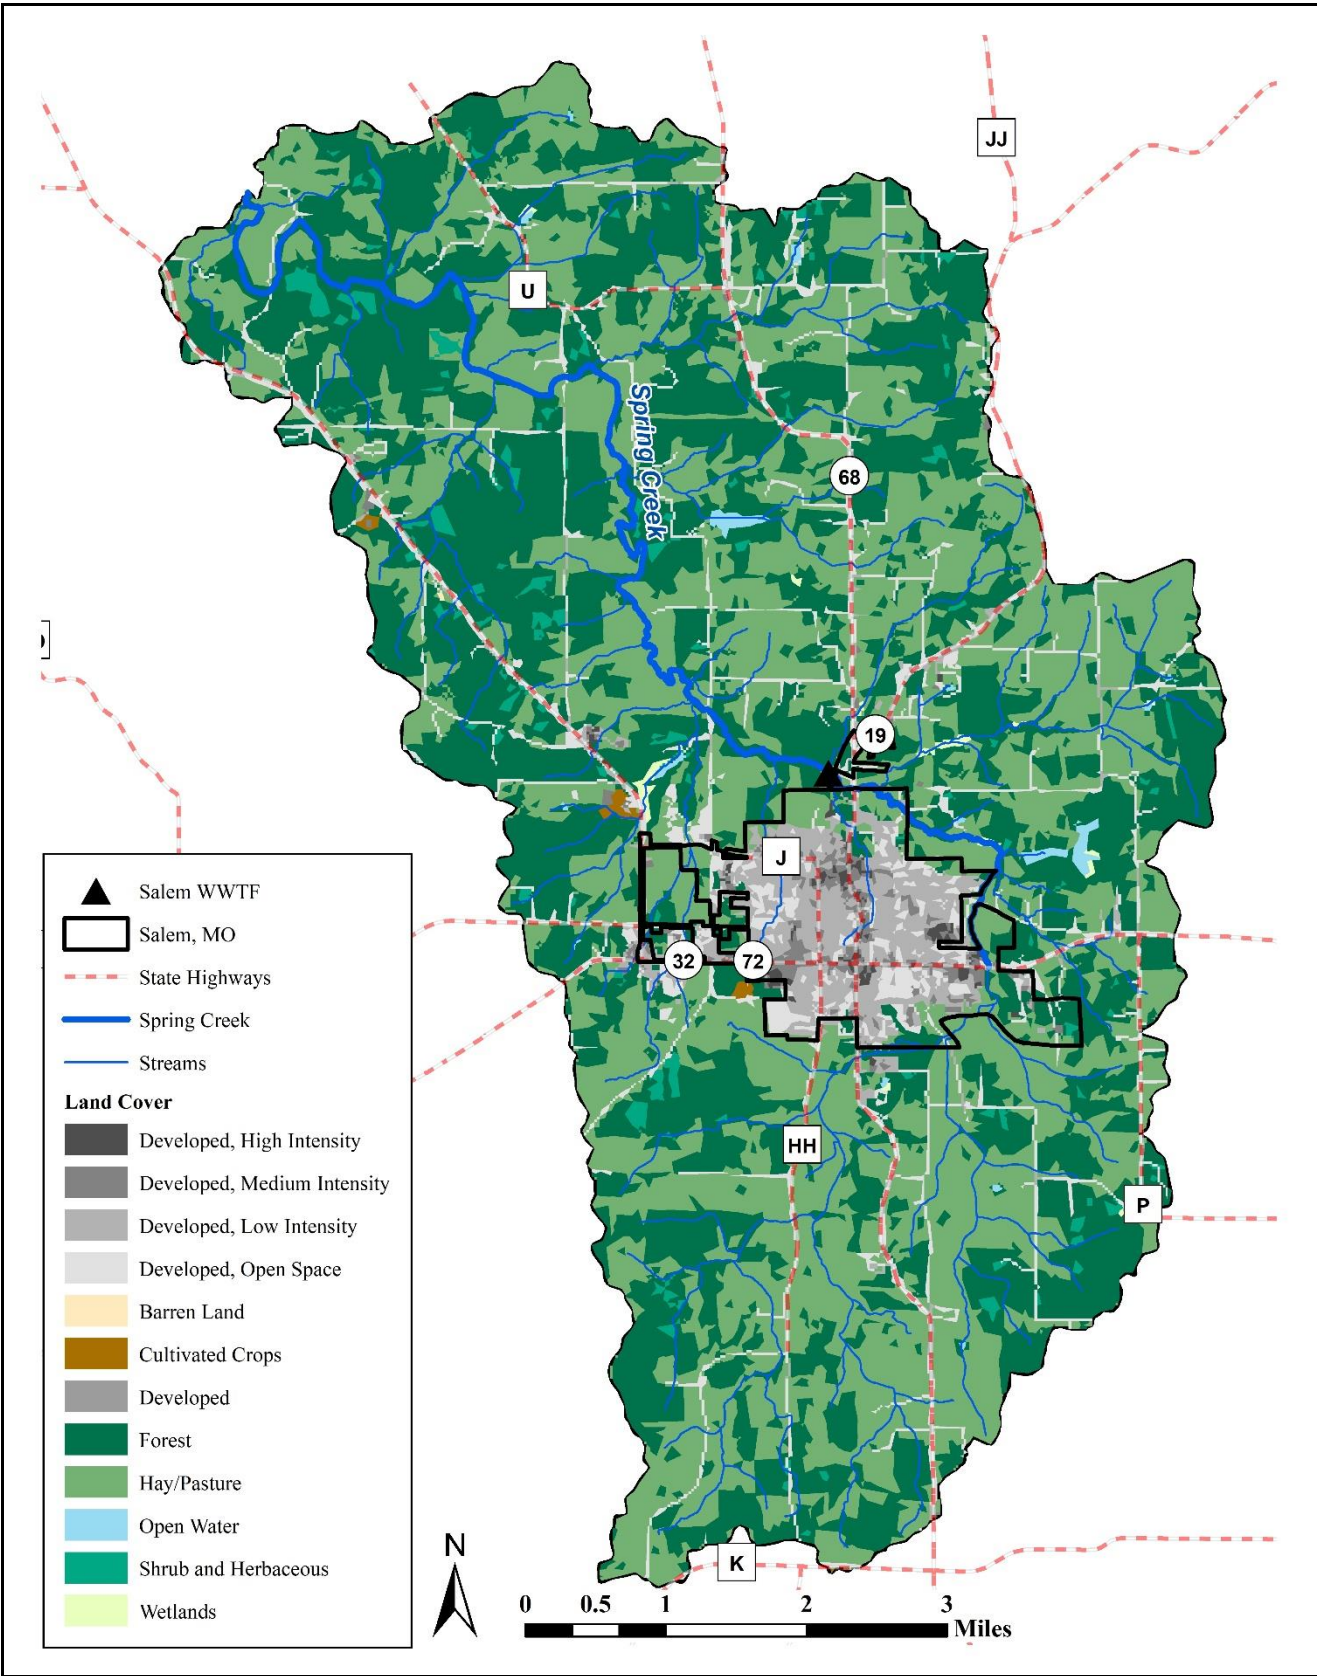 JJ
U
Spring Creek
68
19
J
32
72
HH
P
K
Salem WWTF
Salem, MO
State Highways
Spring Creek
Streams
Land Cover
Developed, High Intensity
Developed, Medium Intensity
Developed, Low Intensity
Developed, Open Space
Barren Land
Cultivated Crops
Developed
Forest
Hay/Pasture
Open Water
Shrub and Herbaceous
Wetlands
N
0 0.5 1 2 3
Miles